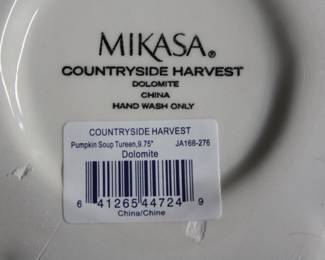 MIKASA®
COUNTRYSIDE HARVEST
DOLOMITE
CHINA
HAND WASH ONLY
COUNTRYSIDE HARVEST
Pumpkin Soup Tureen,9.75" JA168-276
Dolomite
6 41265 44724 9
China/Chine